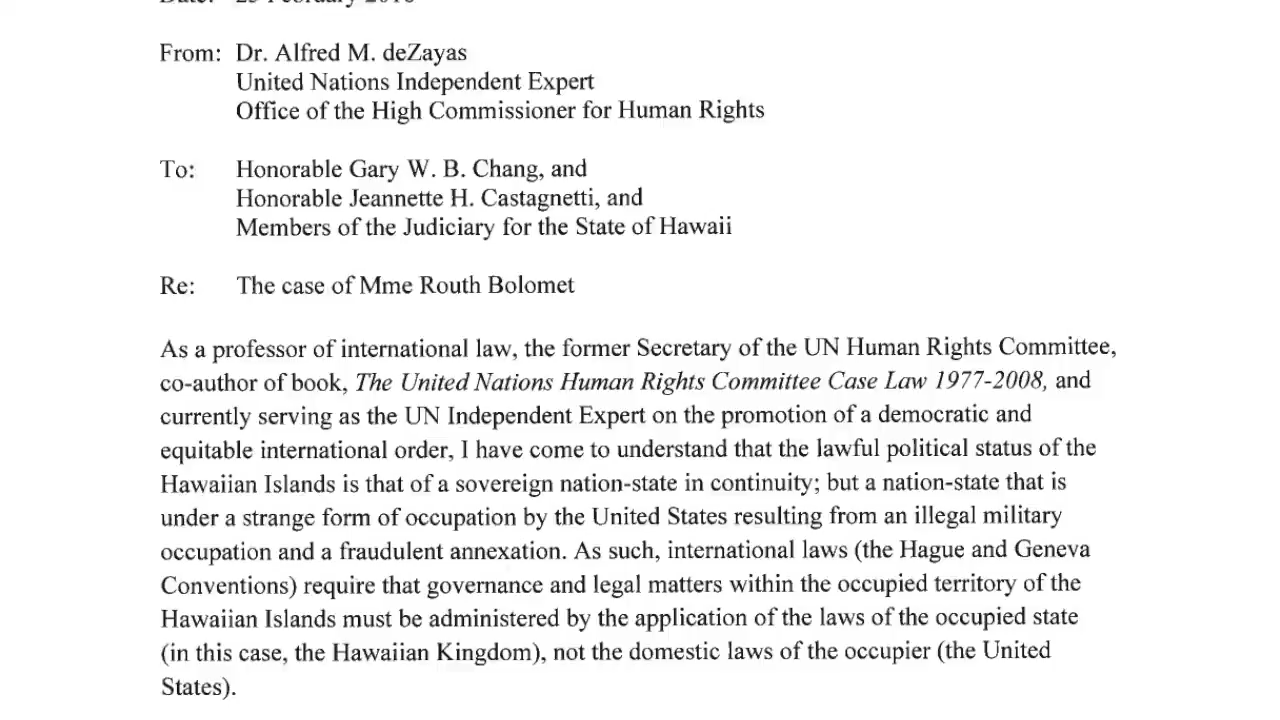 From: Dr. Alfred M. deZayas
United Nations Independent Expert
Office of the High Commissioner for Human Rights
To: Honorable Gary W. B. Chang, and
Honorable Jeannette H. Castagnetti, and
Members of the Judiciary for the State of Hawaii
Re: The case of Mme Routh Bolomet
As a professor of international law, the former Secretary of the UN Human Rights Committee,
co-author of book, The United Nations Human Rights Committee Case Law 1977-2008, and
currently serving as the UN Independent Expert on the promotion of a democratic and
equitable international order, I have come to understand that the lawful political status of the
Hawaiian Islands is that of a sovereign nation-state in continuity; but a nation-state that is
under a strange form of occupation by the United States resulting from an illegal military
occupation and a fraudulent annexation. As such, international laws (the Hague and Geneva
Conventions) require that governance and legal matters within the occupied territory of the
Hawaiian Islands must be administered by the application of the laws of the occupied state
(in this case, the Hawaiian Kingdom), not the domestic laws of the occupier (the United
States).